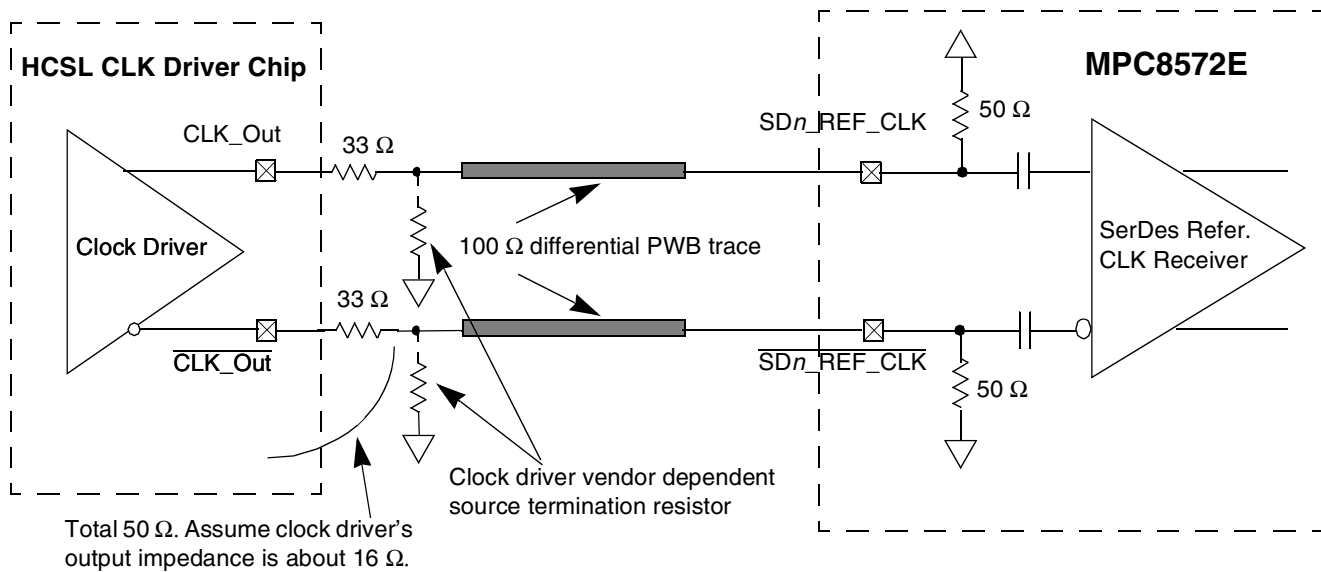 HCSL CLK Driver Chip
MPC8572E
CLK_Out
33 Ω
SDn_REF_CLK
50 Ω
Clock Driver
100 Ω differential PWB trace
SerDes Refer.
CLK Receiver
33 Ω
CLK_Out
SDn_REF_CLK
50 Ω
Clock driver vendor dependent
source termination resistor
Total 50 Ω. Assume clock driver's
output impedance is about 16 Ω.